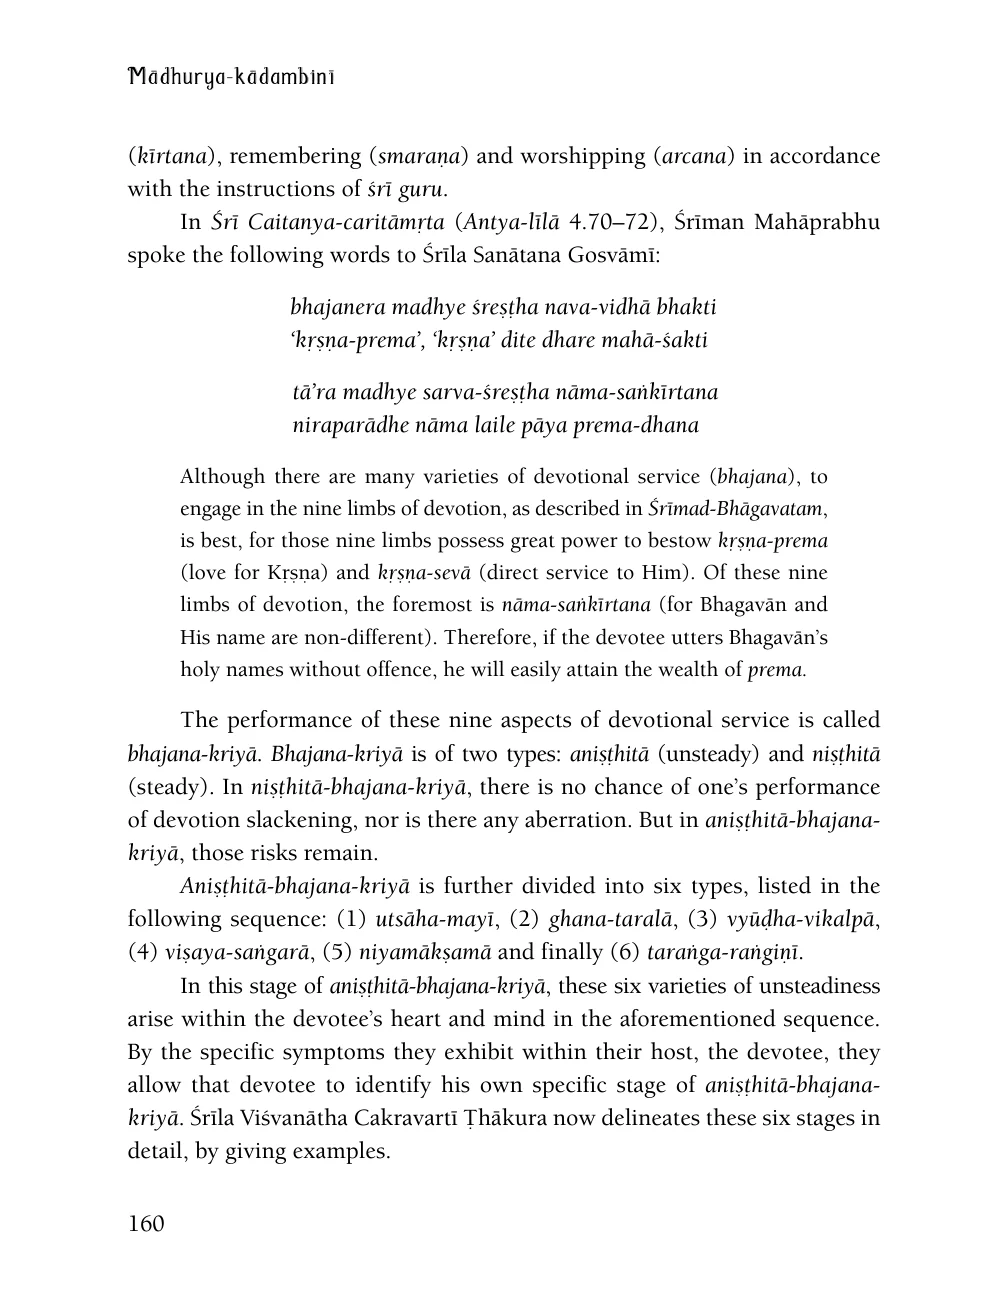 Mādhurya-kādambinī
(kīrtana), remembering (smaraṇa) and worshipping (arcana) in accordance
with the instructions of śrī guru.
In Śrī Caitanya-caritāmṛta (Antya-līlā 4.70–72), Śrīman Mahāprabhu
spoke the following words to Śrīla Sanātana Gosvāmī:
bhajanera madhye śreṣṭha nava-vidhā bhakti
‘kṛṣṇa-prema’, ‘kṛṣṇa’ dite dhare mahā-śakti
tā’ra madhye sarva-śreṣṭha nāma-saṅkīrtana
niraparādhe nāma laile pāya prema-dhana
Although there are many varieties of devotional service (bhajana), to
engage in the nine limbs of devotion, as described in Śrīmad-Bhāgavatam,
is best, for those nine limbs possess great power to bestow kṛṣṇa-prema
(love for Kṛṣṇa) and kṛṣṇa-sevā (direct service to Him). Of these nine
limbs of devotion, the foremost is nāma-saṅkīrtana (for Bhagavān and
His name are non-different). Therefore, if the devotee utters Bhagavān’s
holy names without offence, he will easily attain the wealth of prema.
The performance of these nine aspects of devotional service is called
bhajana-kriyā. Bhajana-kriyā is of two types: aniṣṭhitā (unsteady) and niṣṭhitā
(steady). In niṣṭhitā-bhajana-kriyā, there is no chance of one’s performance
of devotion slackening, nor is there any aberration. But in aniṣṭhitā-bhajana-
kriyā, those risks remain.
Aniṣṭhitā-bhajana-kriyā is further divided into six types, listed in the
following sequence: (1) utsāha-mayī, (2) ghana-taralā, (3) vyūḍha-vikalpā,
(4) viṣaya-saṅgarā, (5) niyamākṣamā and finally (6) taraṅga-raṅgiṇī.
In this stage of aniṣṭhitā-bhajana-kriyā, these six varieties of unsteadiness
arise within the devotee’s heart and mind in the aforementioned sequence.
By the specific symptoms they exhibit within their host, the devotee, they
allow that devotee to identify his own specific stage of aniṣṭhitā-bhajana-
kriyā. Śrīla Viśvanātha Cakravartī Ṭhākura now delineates these six stages in
detail, by giving examples.
160